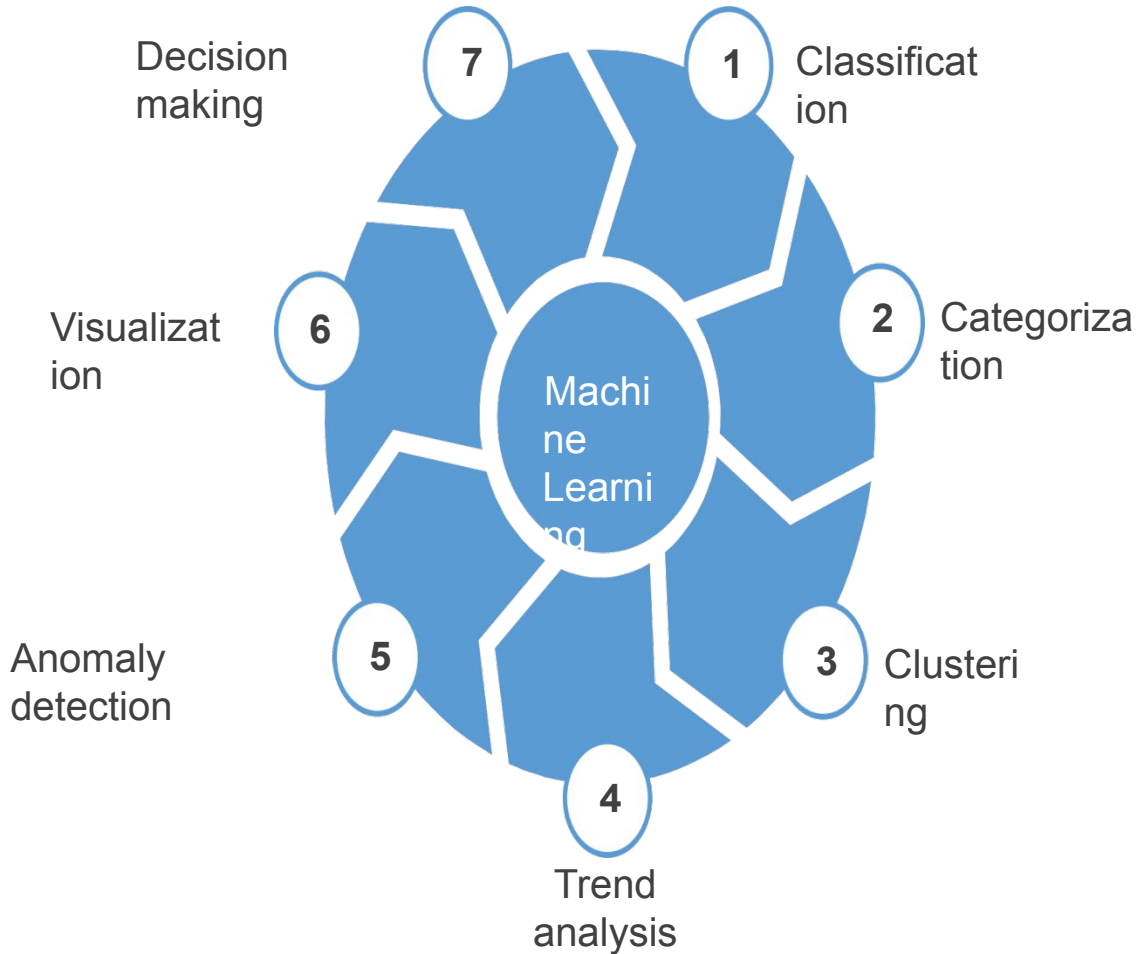 7
Decision
making
1
Classificat
ion
2
Categoriza
tion
3
Clusteri
ng
4
Trend
analysis
5
Anomaly
detection
6
Visualizat
ion
Machi
ne
Learni
ng